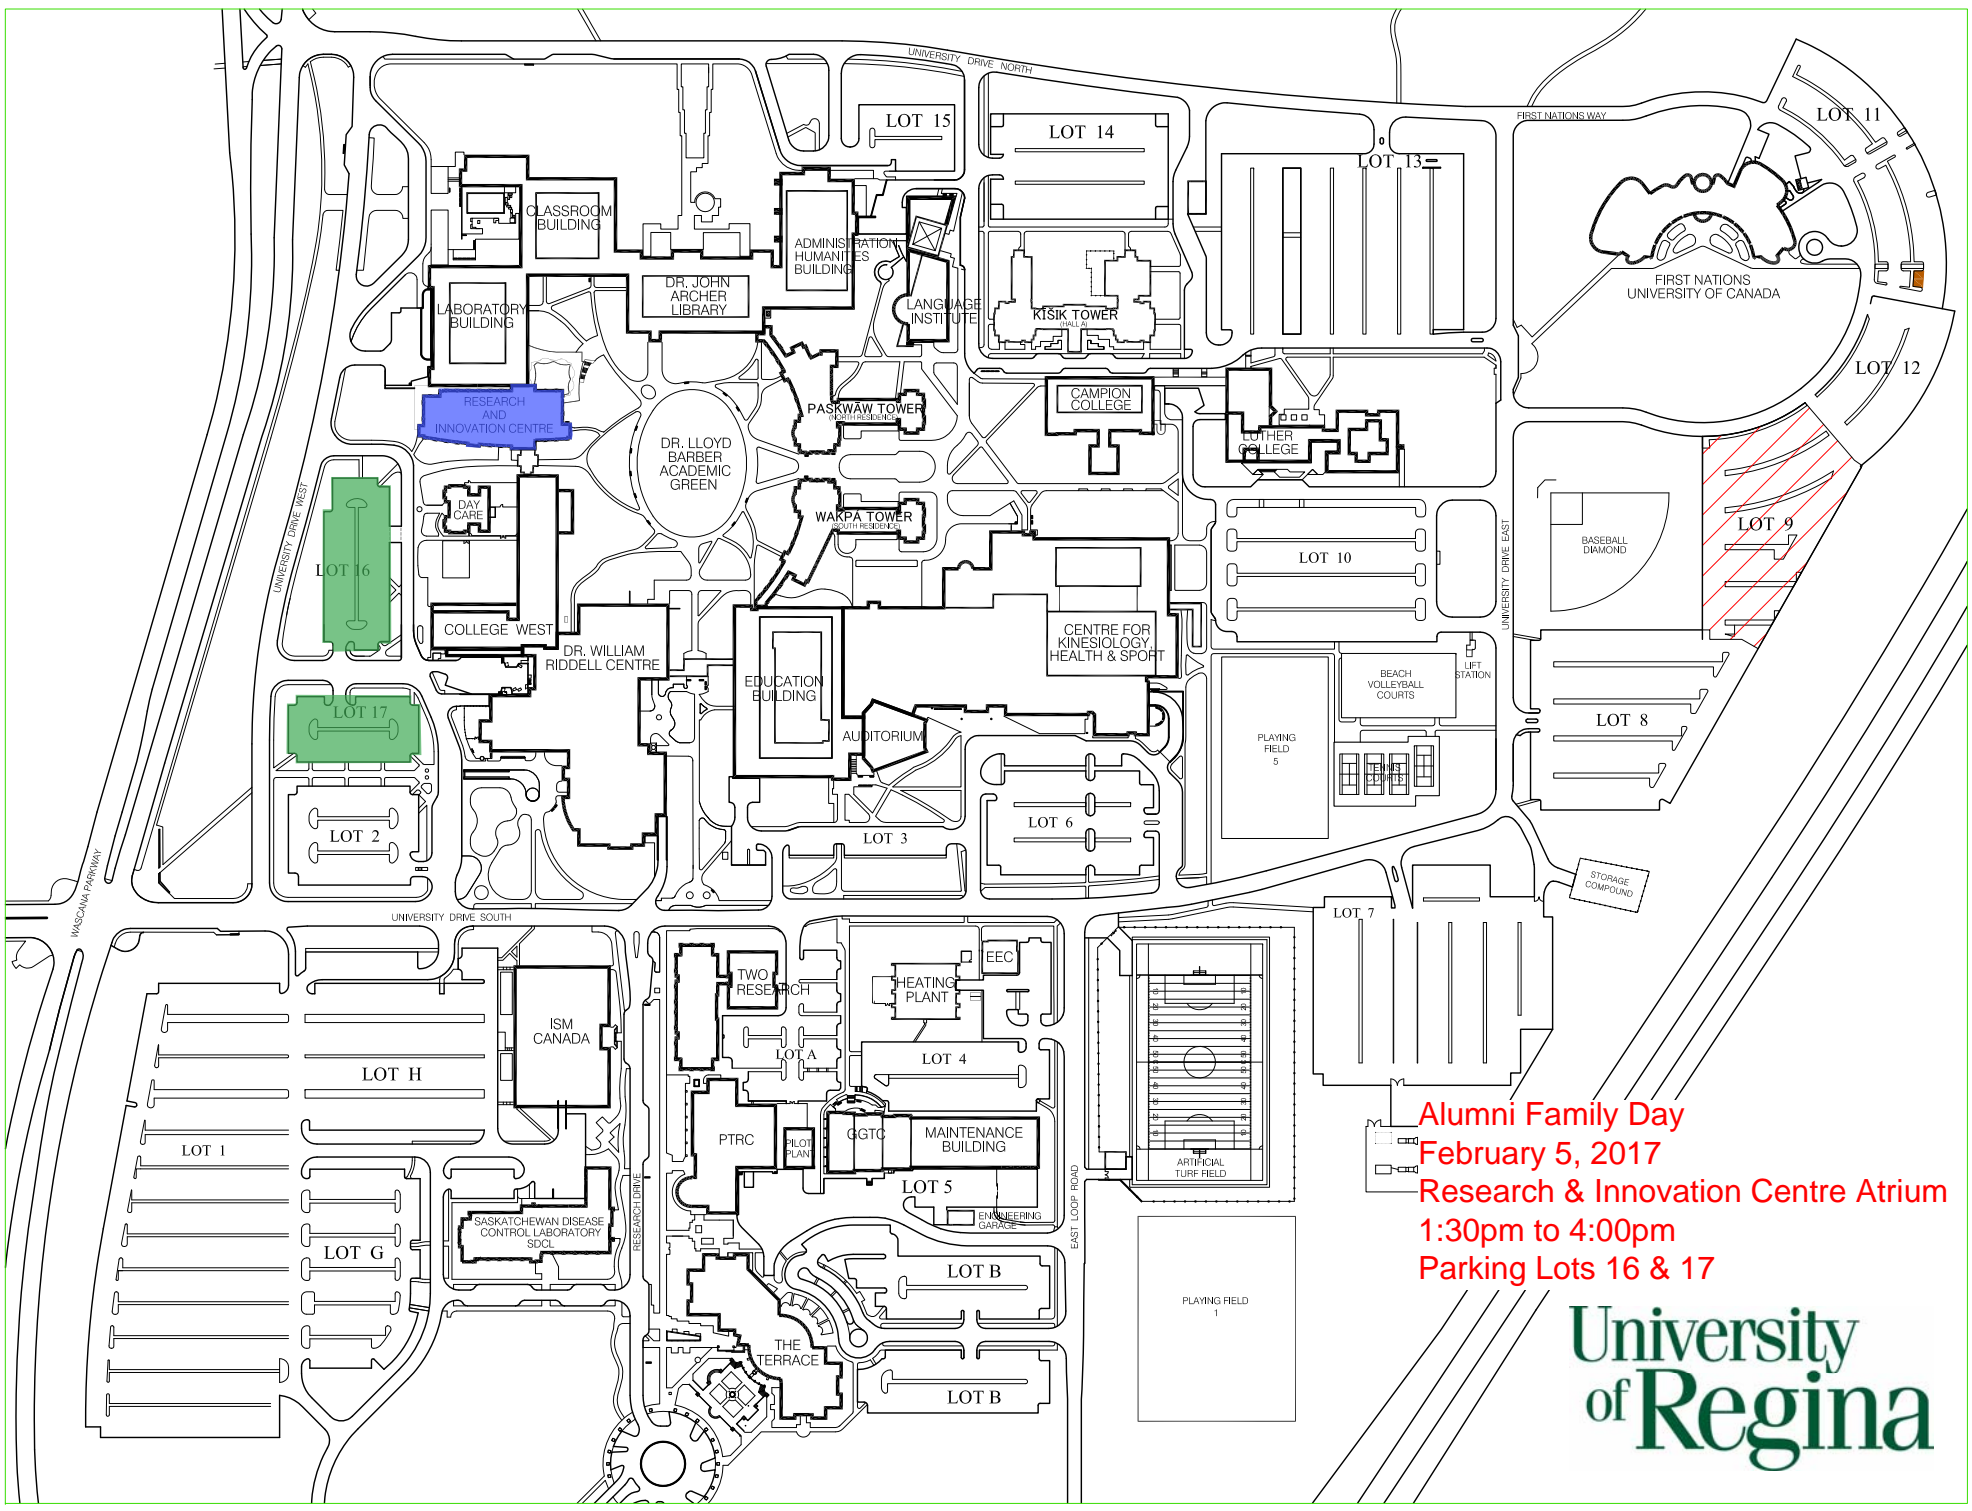 UNIVERSITY DRIVE NORTH
FIRST NATIONS WAY
LOT 11
LOT 15
LOT 14
LOT 13
CLASSROOM
BUILDING
ADMINISTRATION
HUMANITIES
BUILDING
DR. JOHN
ARCHER
LIBRARY
LABORATORY
BUILDING
LANGUAGE
INSTITUTE
KĪŠIK TOWER
(HALL A)
FIRST NATIONS
UNIVERSITY OF CANADA
LOT 12
RESEARCH
AND
INNOVATION CENTRE
PASKWĀW TOWER
(NORTH RESIDENCE)
CAMPION
COLLEGE
LUTHER
COLLEGE
DR. LLOYD
BARBER
ACADEMIC
GREEN
UNIVERSITY DRIVE WEST
DAY
CARE
WAKPÁ TOWER
(SOUTH RESIDENCE)
LOT 16
LOT 10
UNIVERSITY DRIVE EAST
BASEBALL
DIAMOND
LOT 9
COLLEGE WEST
DR. WILLIAM
RIDDELL CENTRE
CENTRE FOR
KINESIOLOGY,
HEALTH & SPORT
EDUCATION
BUILDING
BEACH
VOLLEYBALL
COURTS
LIFT
STATION
LOT 17
AUDITORIUM
PLAYING
FIELD
5
TENNIS
COURTS
LOT 8
LOT 2
LOT 3
LOT 6
WASCANA PARKWAY
STORAGE
COMPOUND
UNIVERSITY DRIVE SOUTH
LOT 7
TWO
RESEARCH
HEATING
PLANT
EEC
ISM
CANADA
LOT A
LOT 4
LOT H
LOT 1
PTRC
PILOT
PLANT
GGTC
MAINTENANCE
BUILDING
ARTIFICIAL
TURF FIELD
LOT 5
ENGINEERING
GARAGE
RESEARCH DRIVE
EAST LOOP ROAD
SASKATCHEWAN DISEASE
CONTROL LABORATORY
SDCL
LOT G
LOT B
PLAYING FIELD
1
THE
TERRACE
LOT B
Alumni Family Day
February 5, 2017
Research & Innovation Centre Atrium
1:30pm to 4:00pm
Parking Lots 16 & 17
University
of Regina